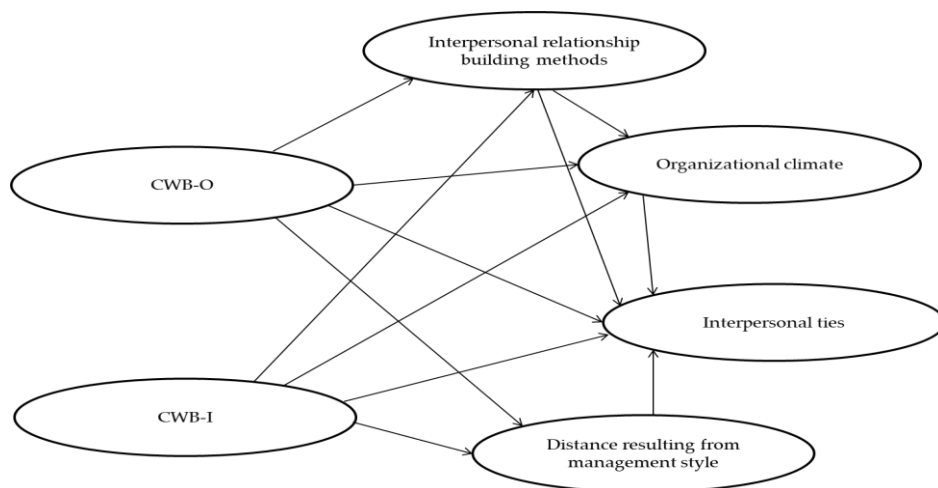 Interpersonal relationship
building methods
CWB-O
Organizational climate
Interpersonal ties
CWB-I
Distance resulting from
management style